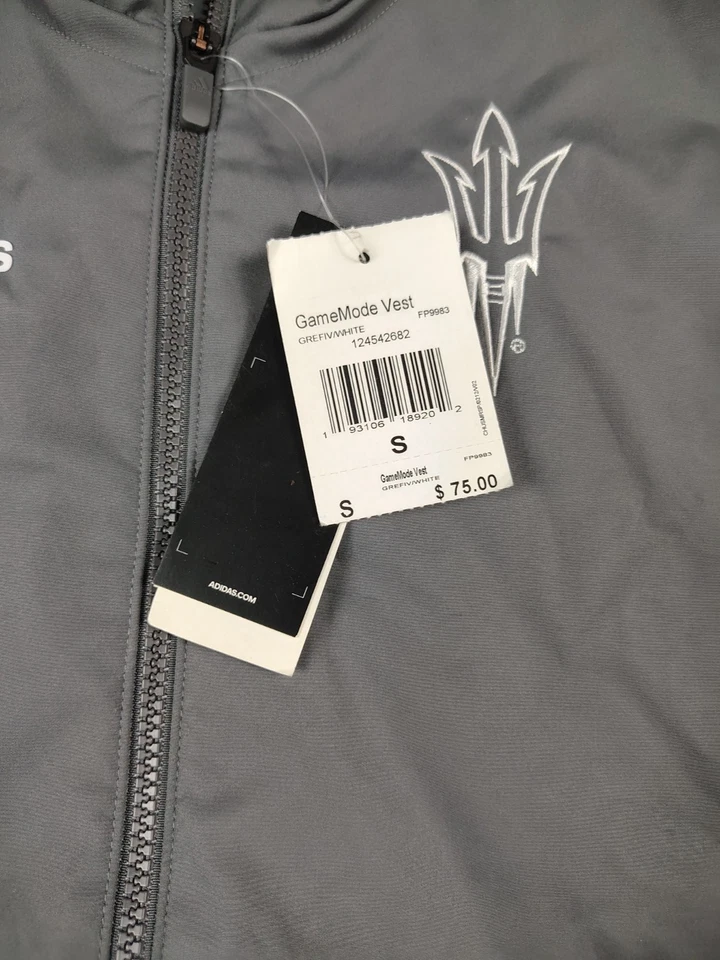 s
GameMode Vest
FP9983
GREFIV/WHITE
124542682
1 93106 18920 2
S
FP9983
GameMode Vest
GREFIV/WHITE
S
$ 75.00
ADIDAS.COM
®